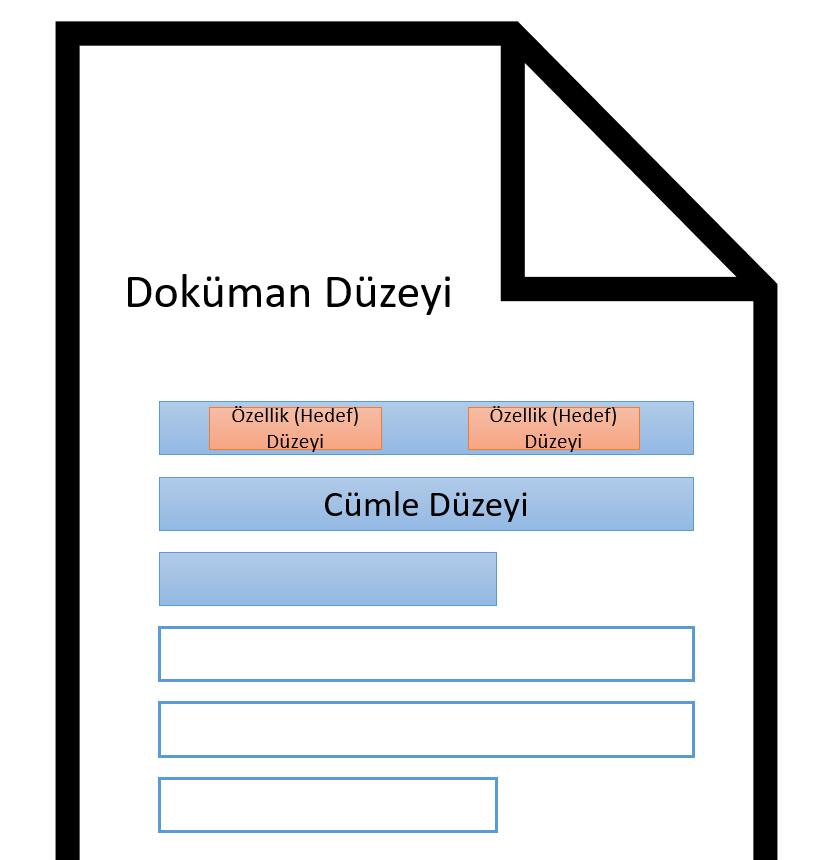 Doküman Düzeyi
Özellik (Hedef)
Düzeyi
Özellik (Hedef)
Düzeyi
Cümle Düzeyi